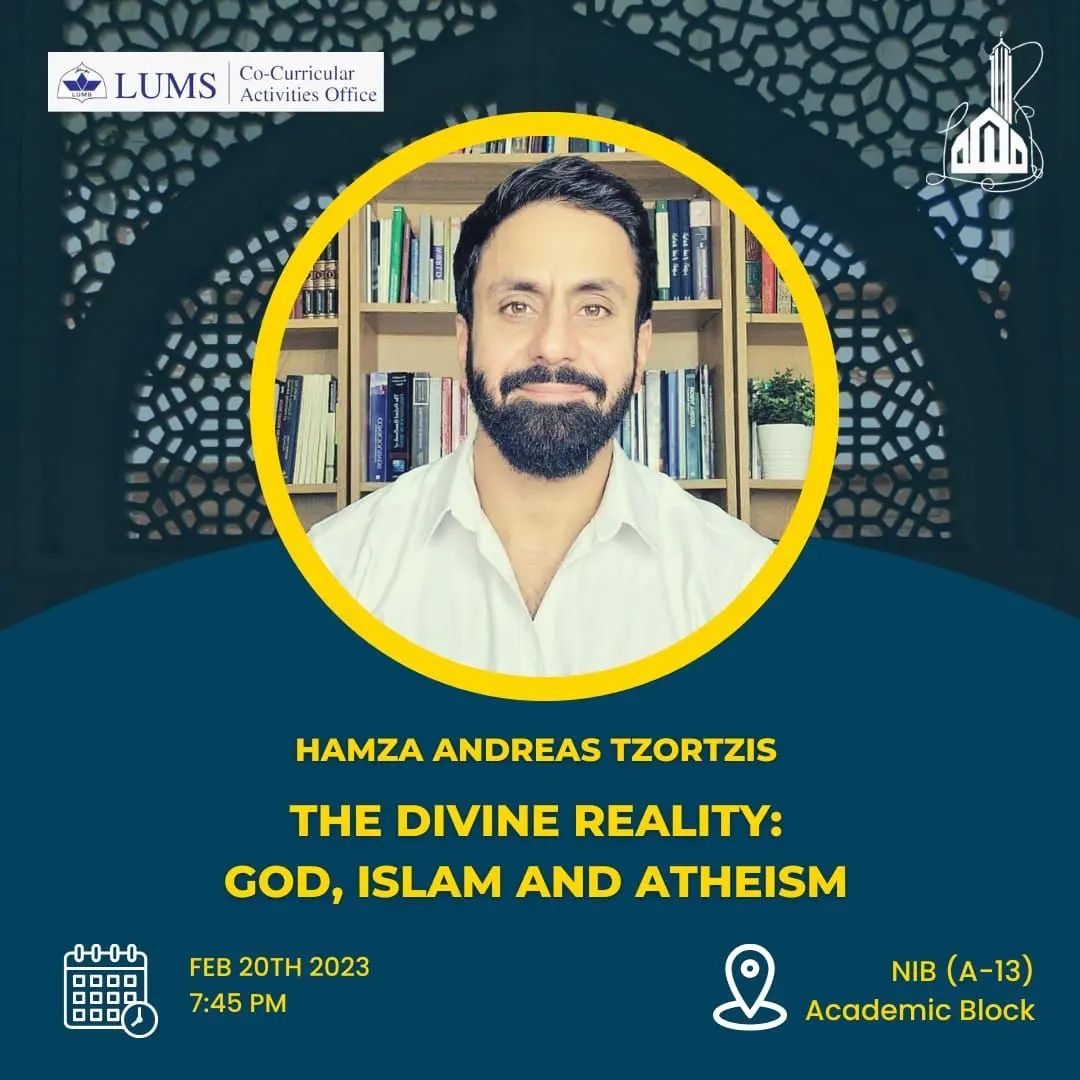 LUMS
LUMS
Co-Curricular
Activities Office
HAMZA ANDREAS TZORTZIS
THE DIVINE REALITY:
GOD, ISLAM AND ATHEISM
FEB 20TH 2023
7:45 PM
NIB (A-13)
Academic Block